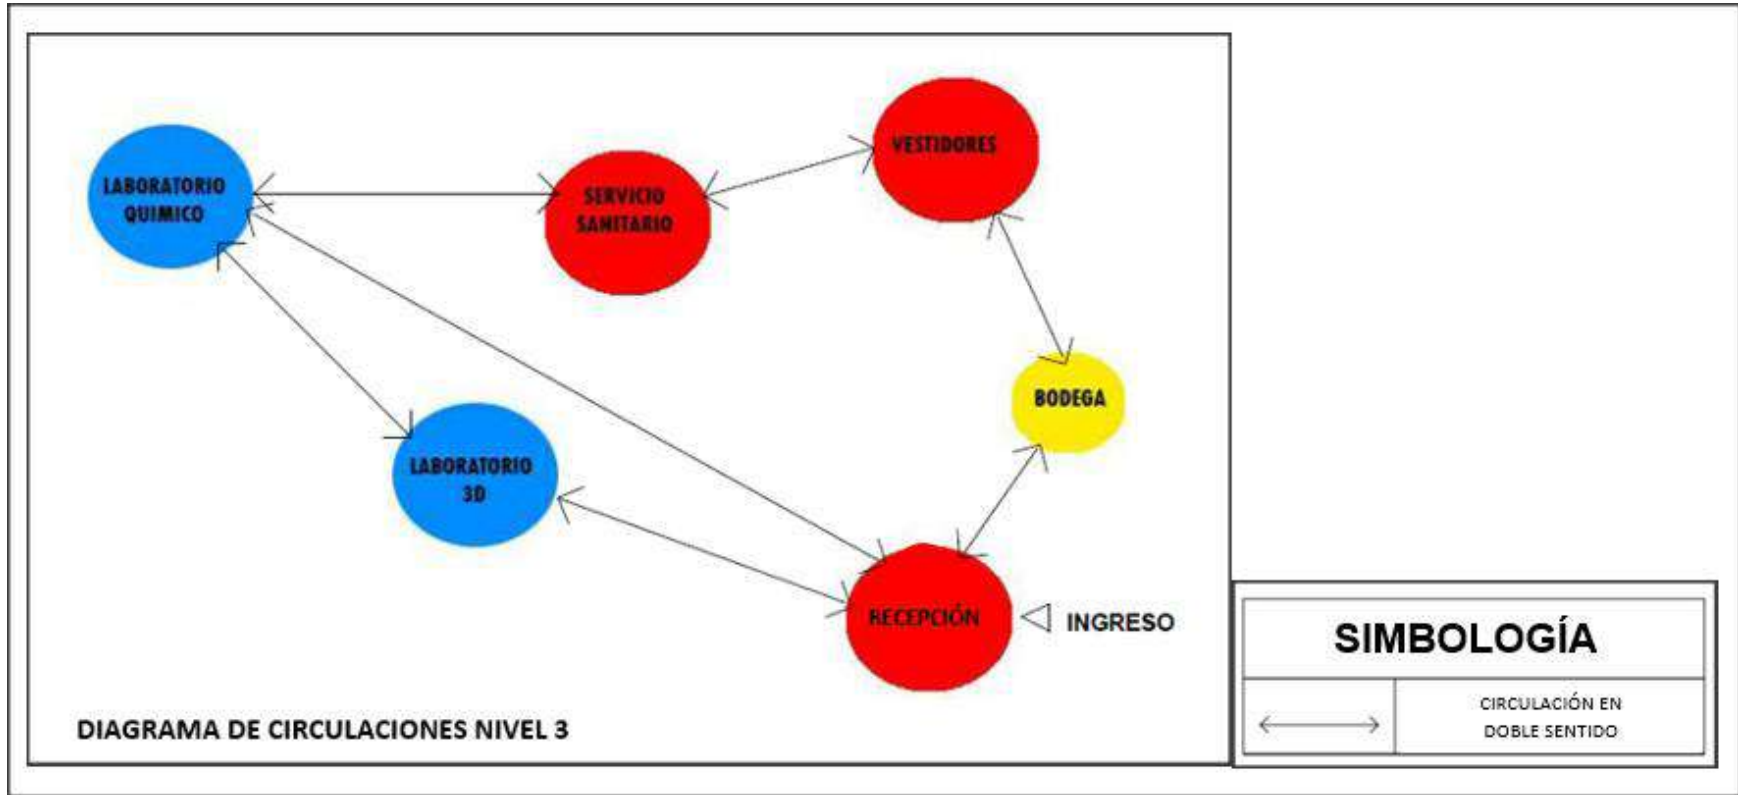 LABORATORIO
QUIMICO
SERVICIO
SANITARIO
VESTIDORES
BODEGA
LABORATORIO
3D
RECEPCIÓN
INGRESO
DIAGRAMA DE CIRCULACIONES NIVEL 3
SIMBOLOGÍA
CIRCULACIÓN EN
DOBLE SENTIDO